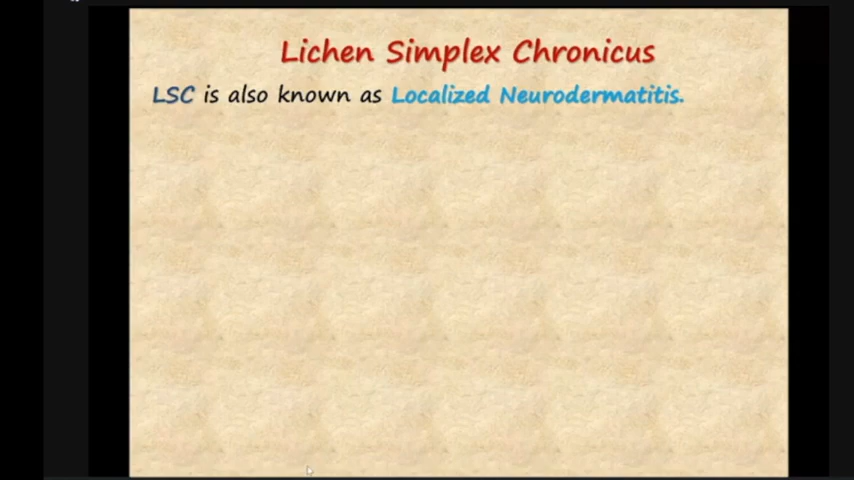 Lichen Simplex Chronicus
LSC is also known as Localized Neurodermatitis.